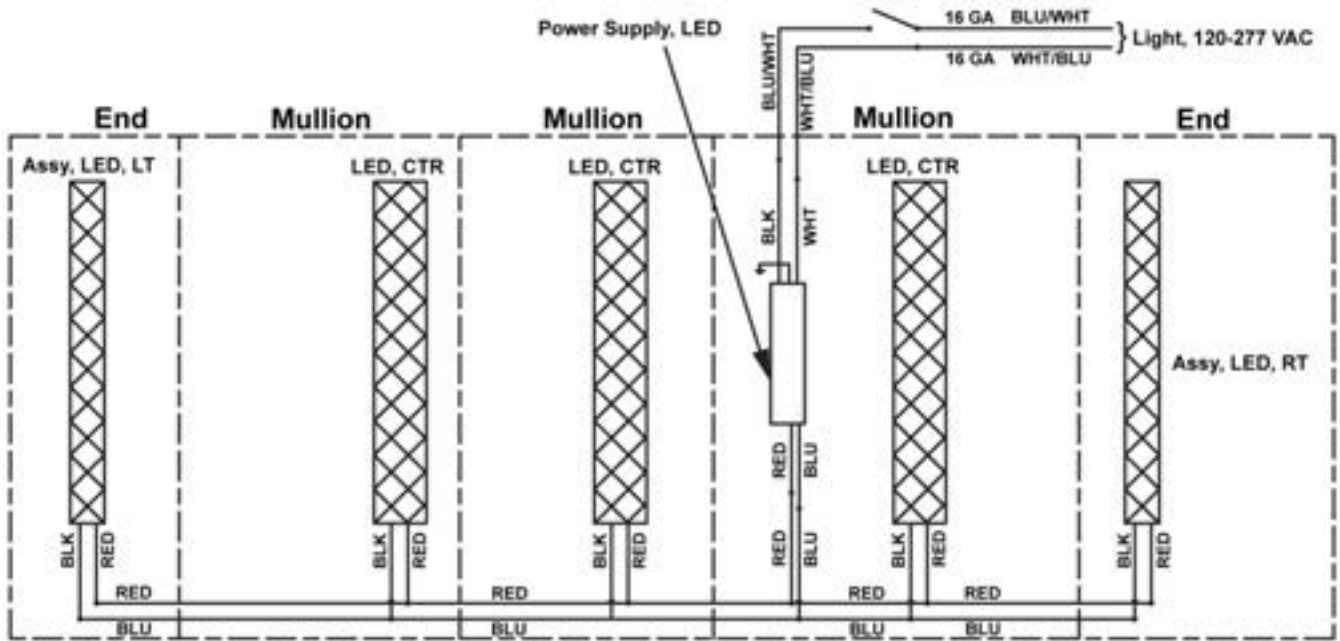 16 GA BLU/WHT
Power Supply, LED
Light, 120-277 VAC
16 GA WHT/BLU
BLU/WHT
WHT/BLU
End Mullion Mullion Mullion End
Assy, LED, LT LED, CTR LED, CTR LED, CTR
BLK WHT
Assy, LED, RT
RED BLU
BLK RED BLK RED BLK RED RED BLU BLK RED BLK RED
RED RED RED RED
BLU BLU BLU BLU